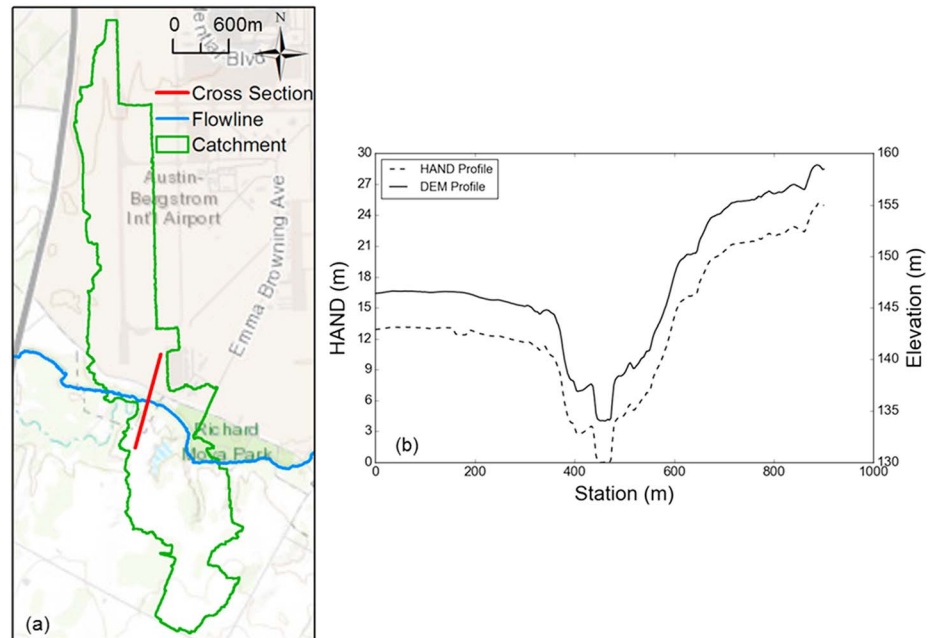 0 600m
N
ential Blvd
Cross Section
Flowline
Catchment
Austin-
Bergstrom
Int'l Airport
Emma Browning Ave
Richard
Moya Park
(a)
HAND Profile
DEM Profile
30
27
24
21
18
15
12
9
6
3
0
HAND (m)
160
155
150
145
140
135
130
Elevation (m)
(b)
0 200 400 600 800 1000
Station (m)